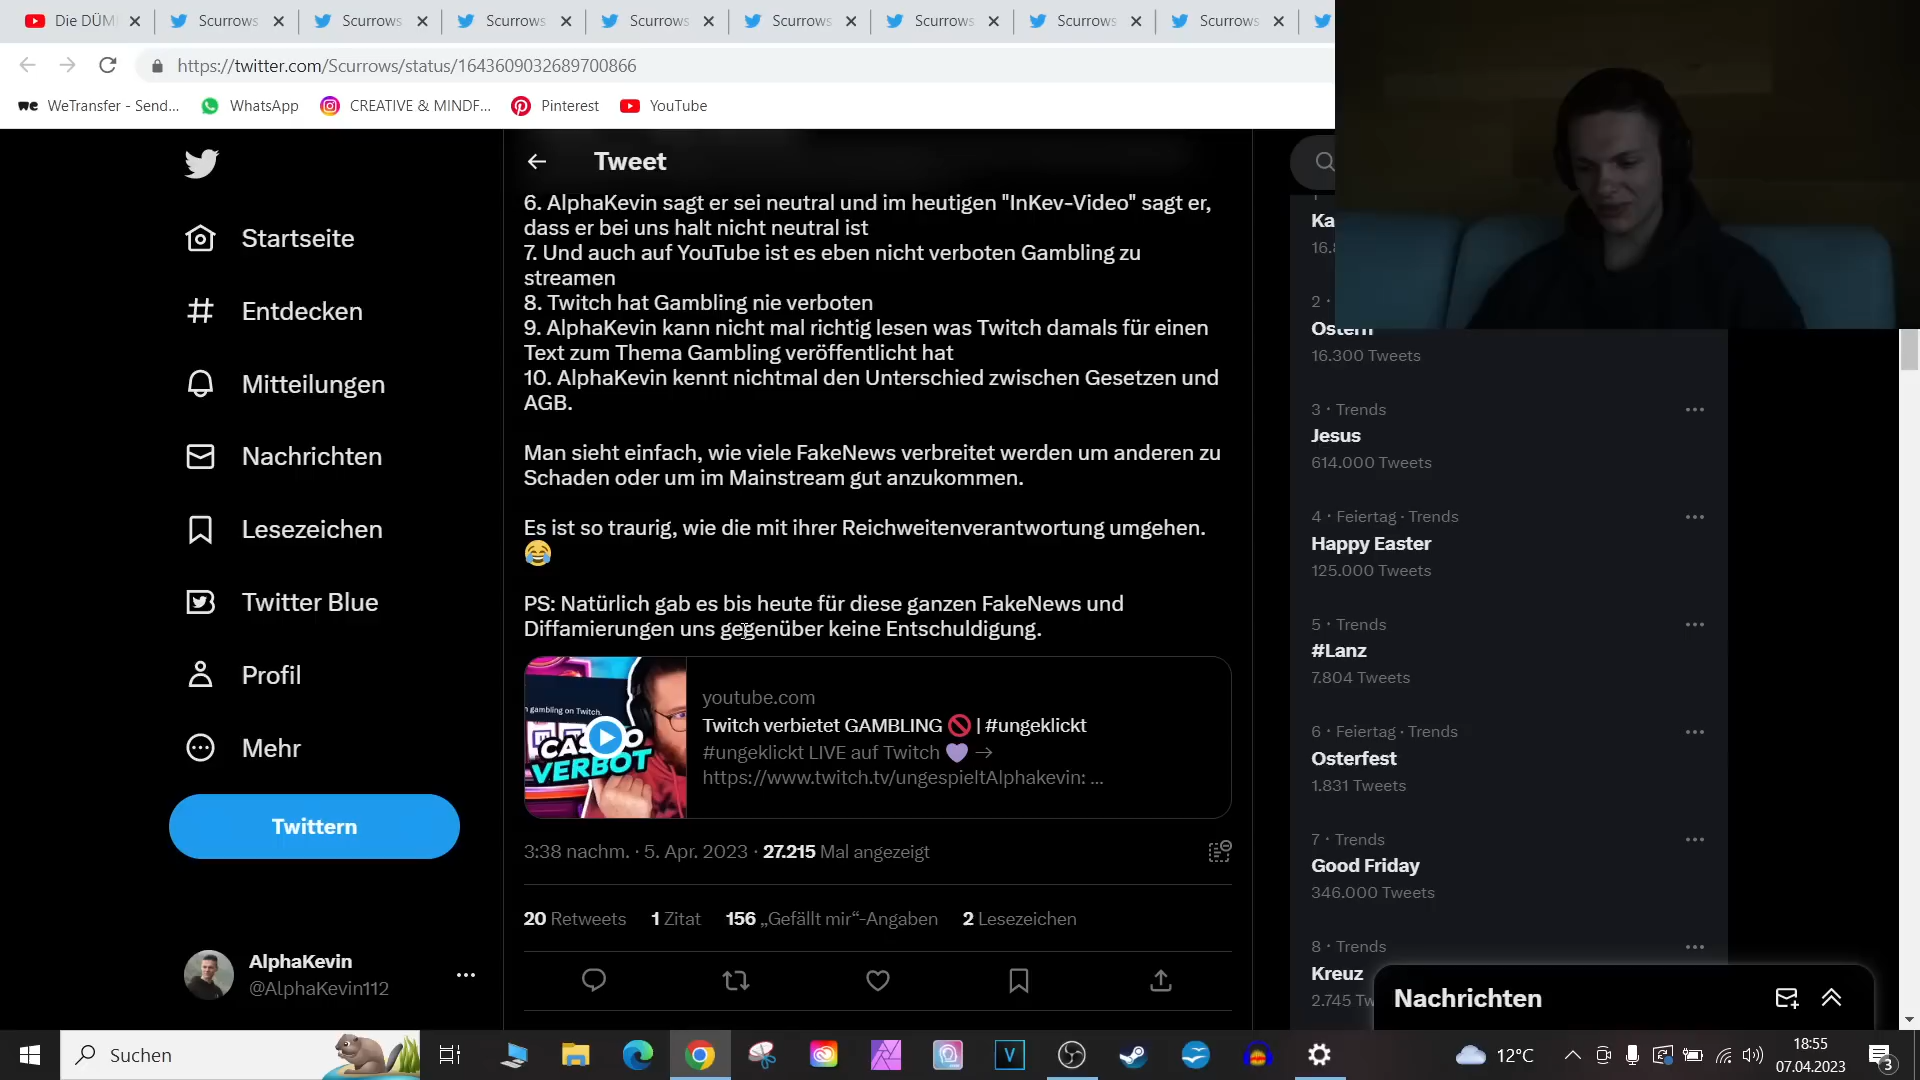 Die DÜM
Scurrows
Scurrows
Scurrows
Scurrows
Scurrows
Scurrows
Scurrows
Scurrows
https://twitter.com/Scurrows/status/1643609032689700866
WeTransfer - Send...
WhatsApp
CREATIVE & MINDF...
Pinterest
YouTube
Tweet
Startseite
Entdecken
Mitteilungen
Nachrichten
Lesezeichen
Twitter Blue
Profil
Mehr
Twittern
AlphaKevin
@AlphaKevin112
6. AlphaKevin sagt er sei neutral und im heutigen "InKev-Video" sagt er,
dass er bei uns halt nicht neutral ist
7. Und auch auf YouTube ist es eben nicht verboten Gambling zu
streamen
8. Twitch hat Gambling nie verboten
9. AlphaKevin kann nicht mal richtig lesen was Twitch damals für einen
Text zum Thema Gambling veröffentlicht hat
10. AlphaKevin kennt nichtmal den Unterschied zwischen Gesetzen und
AGB.
Man sieht einfach, wie viele FakeNews verbreitet werden um anderen zu
Schaden oder um im Mainstream gut anzukommen.
Es ist so traurig, wie die mit ihrer Reichweitenverantwortung umgehen.
😂
PS: Natürlich gab es bis heute für diese ganzen FakeNews und
Diffamierungen uns gegenüber keine Entschuldigung.
gambling on Twitch.
CASINO
VERBOT
youtube.com
Twitch verbietet GAMBLING 🚫 | #ungeklickt
#ungeklickt LIVE auf Twitch 💜 →
https://www.twitch.tv/ungespieltAlphakevin: ...
3:38 nachm. · 5. Apr. 2023 · 27.215 Mal angezeigt
20 Retweets 1 Zitat 156 „Gefällt mir“-Angaben 2 Lesezeichen
Ka
16.8
2 ·
Ostern
16.300 Tweets
3 · Trends
Jesus
614.000 Tweets
4 · Feiertag · Trends
Happy Easter
125.000 Tweets
5 · Trends
#Lanz
7.804 Tweets
6 · Feiertag · Trends
Osterfest
1.831 Tweets
7 · Trends
Good Friday
346.000 Tweets
8 · Trends
Kreuz
2.745 Tw
Nachrichten
Suchen
12°C
18:55
07.04.2023
3